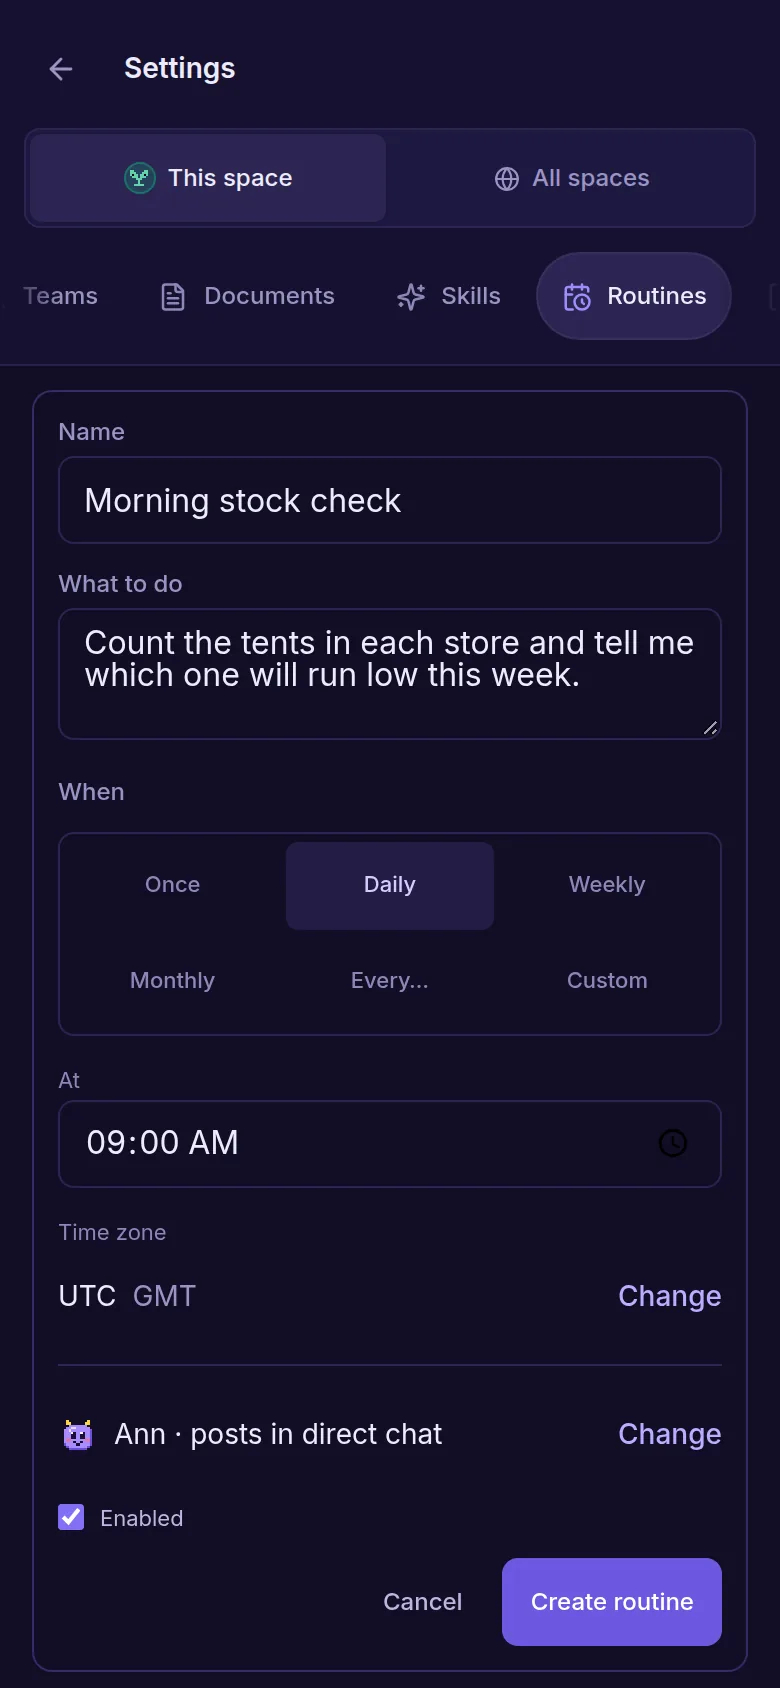 Settings
This space
All spaces
Teams
Documents
Skills
Routines
Name
Morning stock check
What to do
Count the tents in each store and tell me
which one will run low this week.
When
Once
Daily
Weekly
Monthly
Every...
Custom
At
09:00 AM
Time zone
UTC GMT
Change
Ann · posts in direct chat
Change
Enabled
Cancel
Create routine